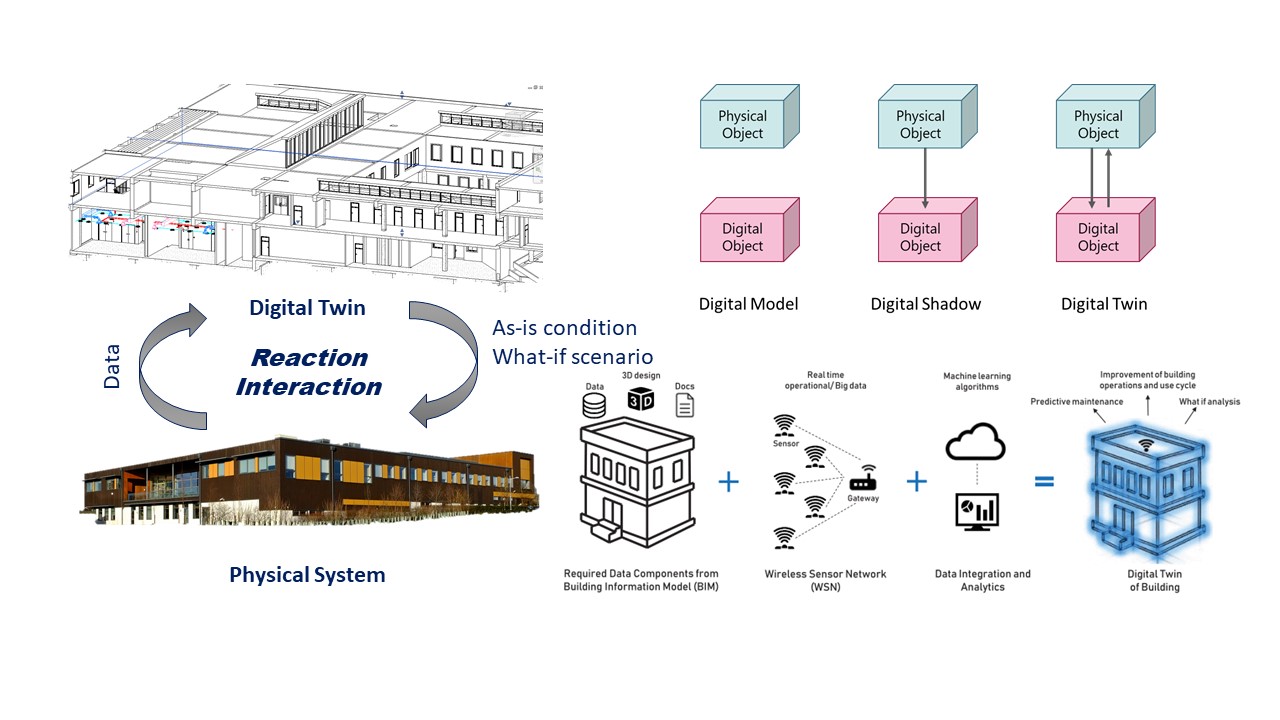 Digital Twin
Reaction
Interaction
Data
As-is condition
What-if scenario
Physical System
Physical
Object
Physical
Object
Physical
Object
Digital
Object
Digital
Object
Digital
Object
Digital Model
Digital Shadow
Digital Twin
3D design
Data
Docs
3D
Required Data Components from
Building Information Model (BIM)
Real time
operational/ Big data
Sensor
Gateway
Wireless Sensor Network
(WSN)
Machine learning
algorithms
Data Integration and
Analytics
Improvement of building
operations and use cycle
Predictive maintenance
What if analysis
Digital Twin
of Building